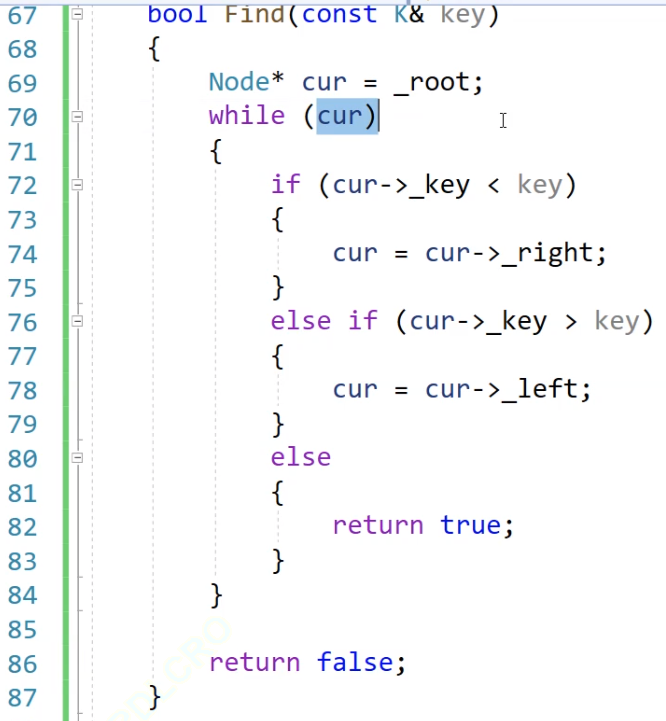 67 bool Find(const K& key)
68 {
69 Node* cur = _root;
70 while (cur)
71 {
72 if (cur->_key < key)
73 {
74 cur = cur->_right;
75 }
76 else if (cur->_key > key)
77 {
78 cur = cur->_left;
79 }
80 else
81 {
82 return true;
83 }
84 }
85
86 return false;
87 }